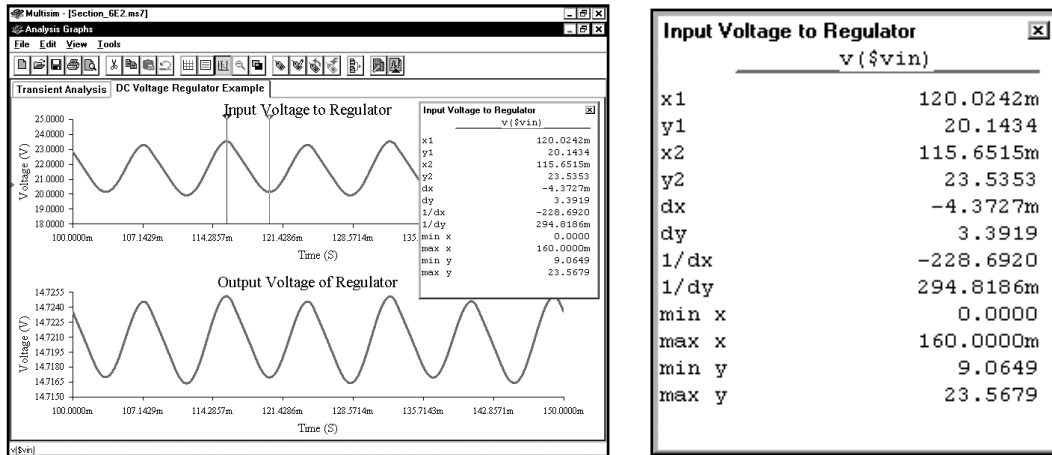 Multisim - [Section_6E2.ms7]
Analysis Graphs
File Edit View Tools
Transient Analysis DC Voltage Regulator Example
Input Voltage to Regulator
25.0000
23.0000
22.0000
21.0000
20.0000
19.0000
18.0000
Voltage (V)
100.0000m 107.1429m 114.2857m 121.4286m 128.5714m 135.
Time (S)
Input Voltage to Regulator
v($vin)
x1 120.0242m
y1 20.1434
x2 115.6515m
y2 23.5353
dx -4.3727m
dy 3.3919
1/dx -228.6920
1/dy 294.8186m
min x 0.0000
max x 160.0000m
min y 9.0649
max y 23.5679
Output Voltage of Regulator
14.7255
14.7240
14.7225
14.7210
14.7195
14.7180
14.7165
14.7150
Voltage (V)
100.0000m 107.1429m 114.2857m 121.4286m 128.5714m 135.7143m 142.8571m 150.0000m
Time (S)
v($vin)
Input Voltage to Regulator
v($vin)
x1 120.0242m
y1 20.1434
x2 115.6515m
y2 23.5353
dx -4.3727m
dy 3.3919
1/dx -228.6920
1/dy 294.8186m
min x 0.0000
max x 160.0000m
min y 9.0649
max y 23.5679